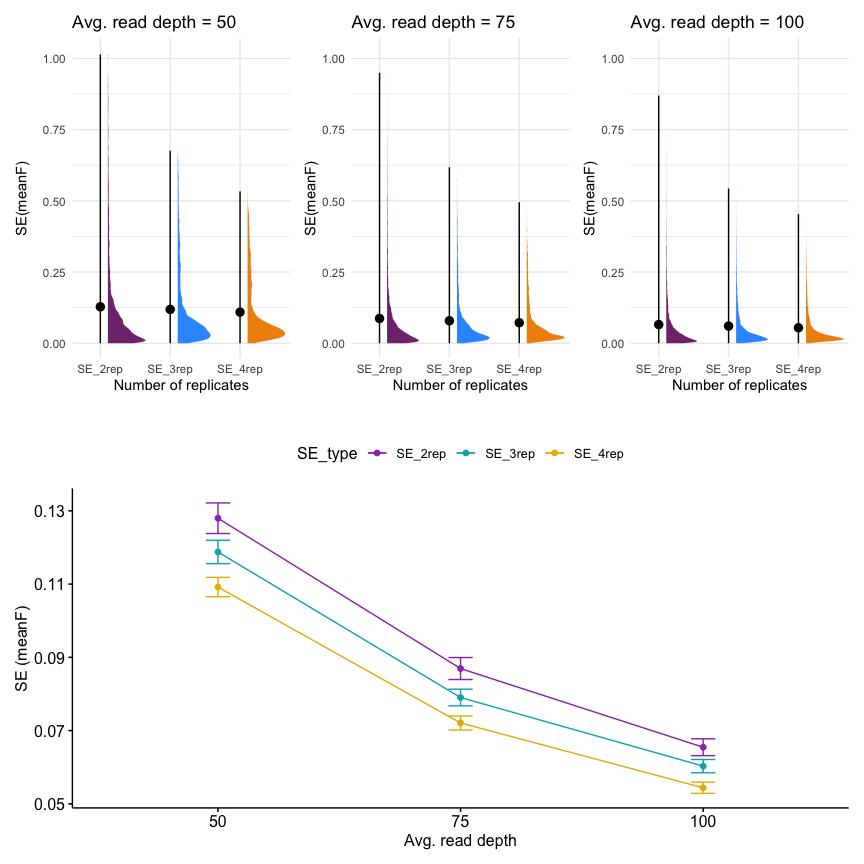 Avg. read depth = 50
1.00
0.75
0.50
0.25
0.00
SE(meanF)
SE_2rep SE_3rep SE_4rep
Number of replicates
Avg. read depth = 75
1.00
0.75
0.50
0.25
0.00
SE(meanF)
SE_2rep SE_3rep SE_4rep
Number of replicates
Avg. read depth = 100
1.00
0.75
0.50
0.25
0.00
SE(meanF)
SE_2rep SE_3rep SE_4rep
Number of replicates
SE_type SE_2rep SE_3rep SE_4rep
0.13
0.11
0.09
0.07
0.05
SE (meanF)
50 75 100
Avg. read depth